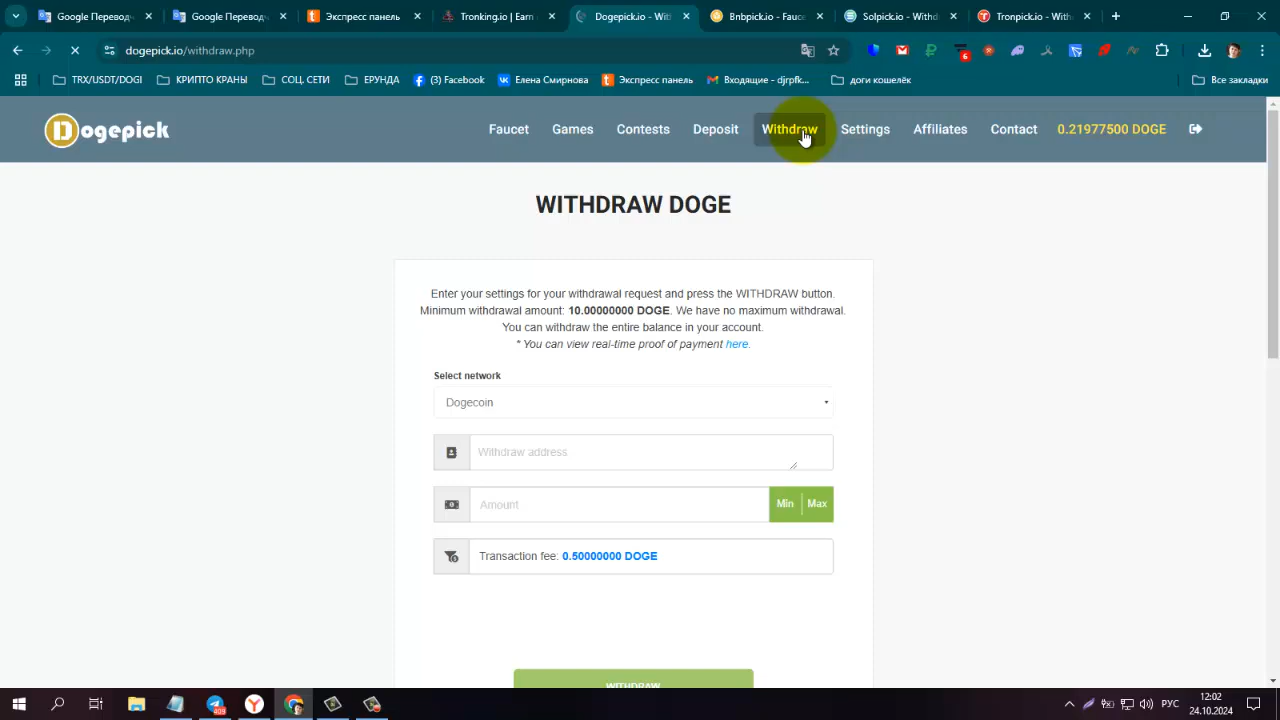 Google Переводч
Google Переводч
Экспресс панель
Tronking.io | Earn
Dogepick.io - Wit
Bnbpick.io - Fauce
Solpick.io - Withd
Tronpick.io - With
dogepick.io/withdraw.php
6
TRX/USDT/DOGI
КРИПТО КРАНЫ
СОЦ. СЕТИ
ЕРУНДА
(3) Facebook
Елена Смирнова
Экспресс панель
Входящие - djrpfk...
доги кошелёк
Все закладки
Dogepick
Faucet
Games
Contests
Deposit
Withdraw
Settings
Affiliates
Contact
0.21977500 DOGE
WITHDRAW DOGE
Enter your settings for your withdrawal request and press the WITHDRAW button.
Minimum withdrawal amount: 10.00000000 DOGE. We have no maximum withdrawal.
You can withdraw the entire balance in your account.
* You can view real-time proof of payment here.
Select network
Dogecoin
Withdraw address
Amount
Min
Max
Transaction fee: 0.50000000 DOGE
WITHDRAW
409
РУС
12:02
24.10.2024